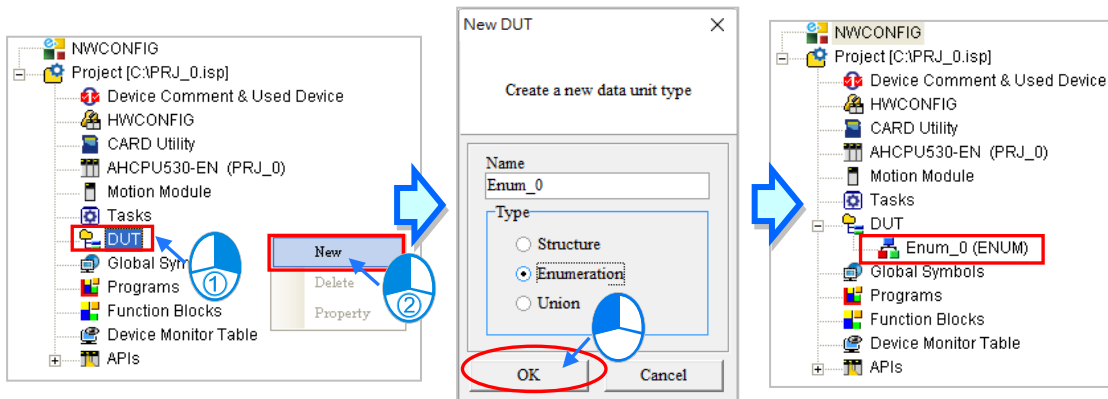 NWCONFIG
Project [C:\PRJ_0.isp]
Device Comment & Used Device
HWCONFIG
CARD Utility
AHCPU530-EN (PRJ_0)
Motion Module
Tasks
DUT
Global Sym
Programs
Function Blocks
Device Monitor Table
APIs
①
New
Delete
Property
②
New DUT
Create a new data unit type
Name
Enum_0
Type
Structure
Enumeration
Union
OK Cancel
NWCONFIG
Project [C:\PRJ_0.isp]
Device Comment & Used Device
HWCONFIG
CARD Utility
AHCPU530-EN (PRJ_0)
Motion Module
Tasks
DUT
Enum_0 (ENUM)
Global Symbols
Programs
Function Blocks
Device Monitor Table
APIs